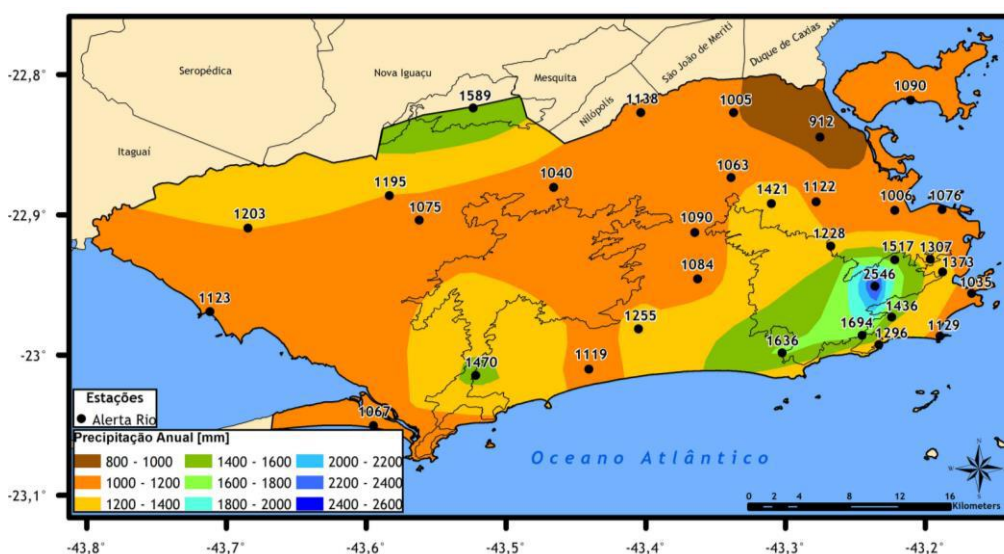 Seropédica
Nova Iguaçu
Mesquita
Nilópolis
São João de Meriti
Duque de Caxias
Itaguaí
-22,8°
-22,9°
-23°
-23,1°
1589
1138
1005
1090
912
1040
1063
1195
1203
1075
1421
1122
1006
1076
1090
1228
1084
1517
1307
1373
2546
1035
1123
1255
1436
1694
1296
1129
1636
1119
1470
1067
Estações
Alerta Rio
Precipitação Anual [mm]
800 - 1000
1400 - 1600
2000 - 2200
1000 - 1200
1600 - 1800
2200 - 2400
1200 - 1400
1800 - 2000
2400 - 2600
Oceano Atlântico
0 2 4 8 12 16
Kilometers
-43,8° -43,7° -43,6° -43,5° -43,4° -43,3° -43,2°